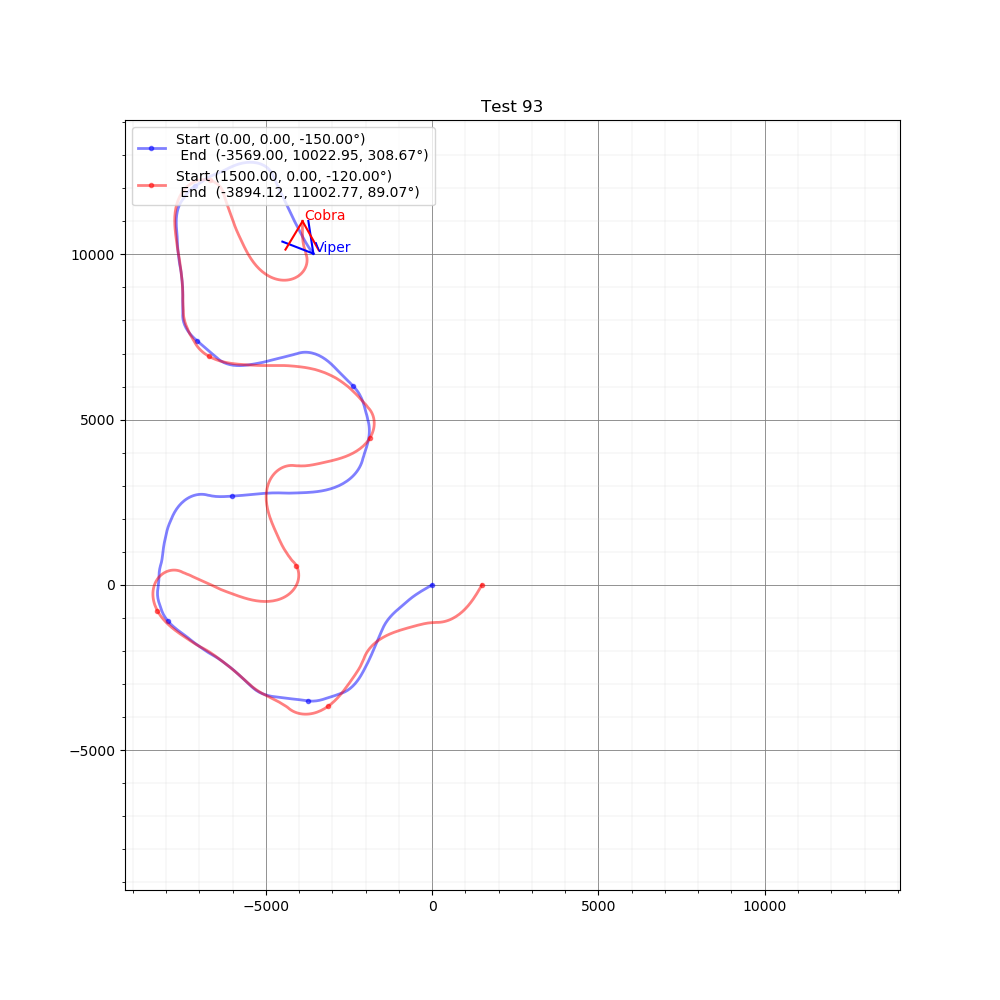 Test 93
Start (0.00, 0.00, -150.00°)
End (-3569.00, 10022.95, 308.67°)
Start (1500.00, 0.00, -120.00°)
End (-3894.12, 11002.77, 89.07°)
Cobra
Viper
10000
5000
0
−5000
−5000
0
5000
10000